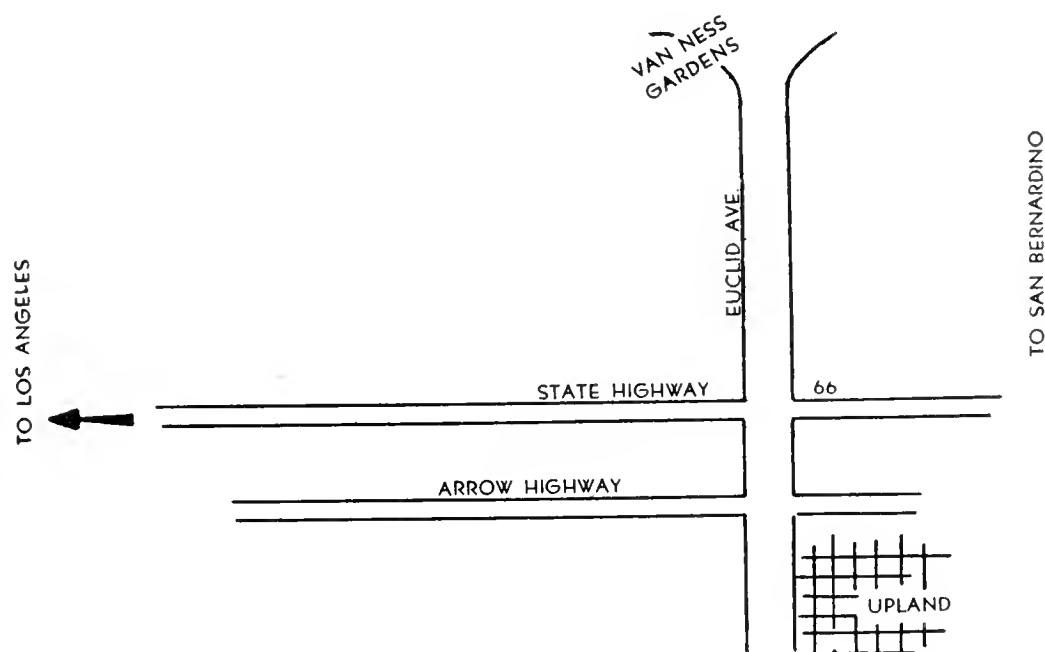 VAN NESS
GARDENS
EUCLID AVE.
TO SAN BERNARDINO
TO LOS ANGELES
STATE HIGHWAY 66
ARROW HIGHWAY
UPLAND